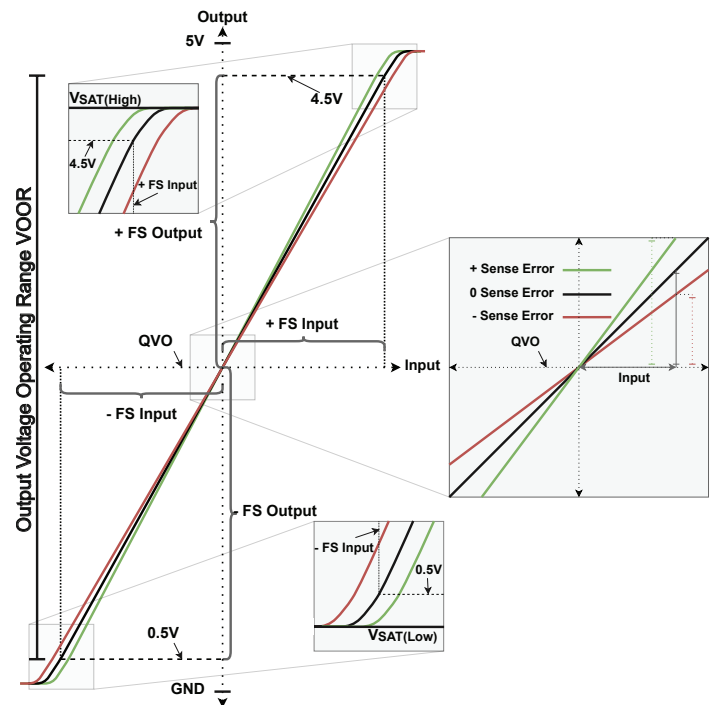 Output
5V
VSAT(High)
4.5V
+ FS Input
4.5V
+ FS Output
Output Voltage Operating Range VOOR
+ Sense Error
0 Sense Error
- Sense Error
QVO
Input
+ FS Input
QVO
Input
- FS Input
- FS Output
- FS Input
0.5V
VSAT(Low)
0.5V
GND